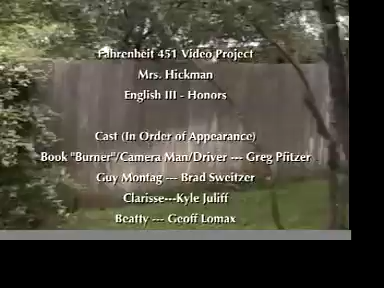 Fahrenheit 451 Video Project
Mrs. Hickman
English III - Honors
Cast (In Order of Appearance)
Book "Burner"/Camera Man/Driver --- Greg Pfitzer
Guy Montag --- Brad Sweitzer
Clarisse---Kyle Juliff
Beatty --- Geoff Lomax